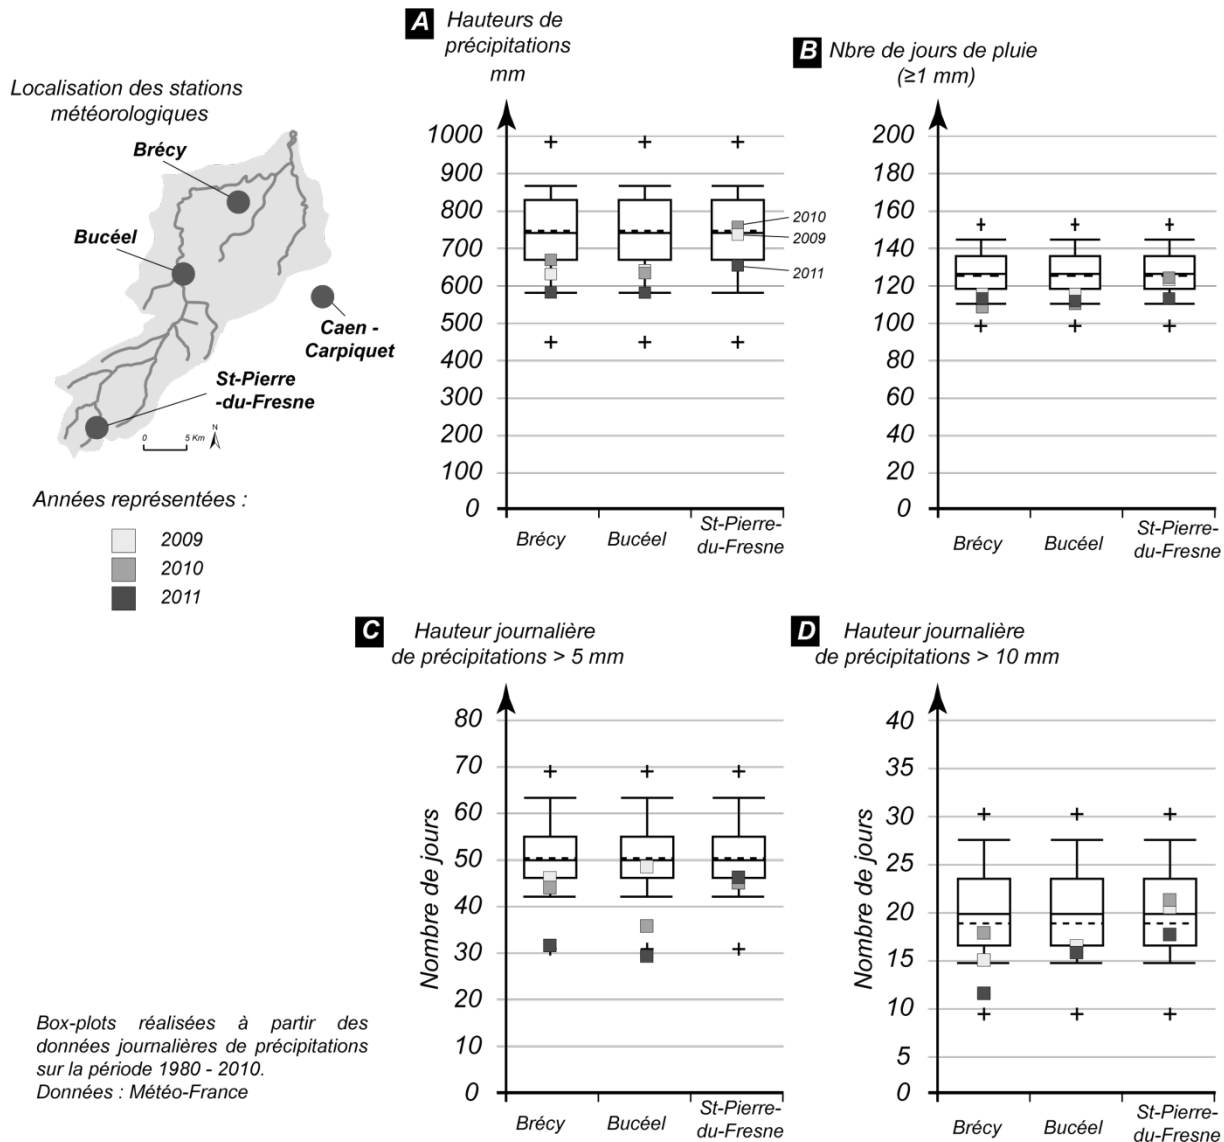 Localisation des stations
météorologiques
Brécy
Bucéel
Caen -
Carpiquet
St-Pierre
-du-Fresne
0 5 Km
N
Années représentées :
2009
2010
2011
A Hauteurs de
précipitations
mm
1000
900
800
700
600
500
400
300
200
100
0
2010
2009
2011
Brécy
Bucéel
St-Pierre-
du-Fresne
B Nbre de jours de pluie
(≥1 mm)
200
180
160
140
120
100
80
60
40
20
0
Brécy
Bucéel
St-Pierre-
du-Fresne
C Hauteur journalière
de précipitations > 5 mm
Nombre de jours
80
70
60
50
40
30
20
10
0
Brécy
Bucéel
St-Pierre-
du-Fresne
D Hauteur journalière
de précipitations > 10 mm
Nombre de jours
40
35
30
25
20
15
10
5
0
Brécy
Bucéel
St-Pierre-
du-Fresne
Box-plots réalisées à partir des
données journalières de précipitations
sur la période 1980 - 2010.
Données : Météo-France